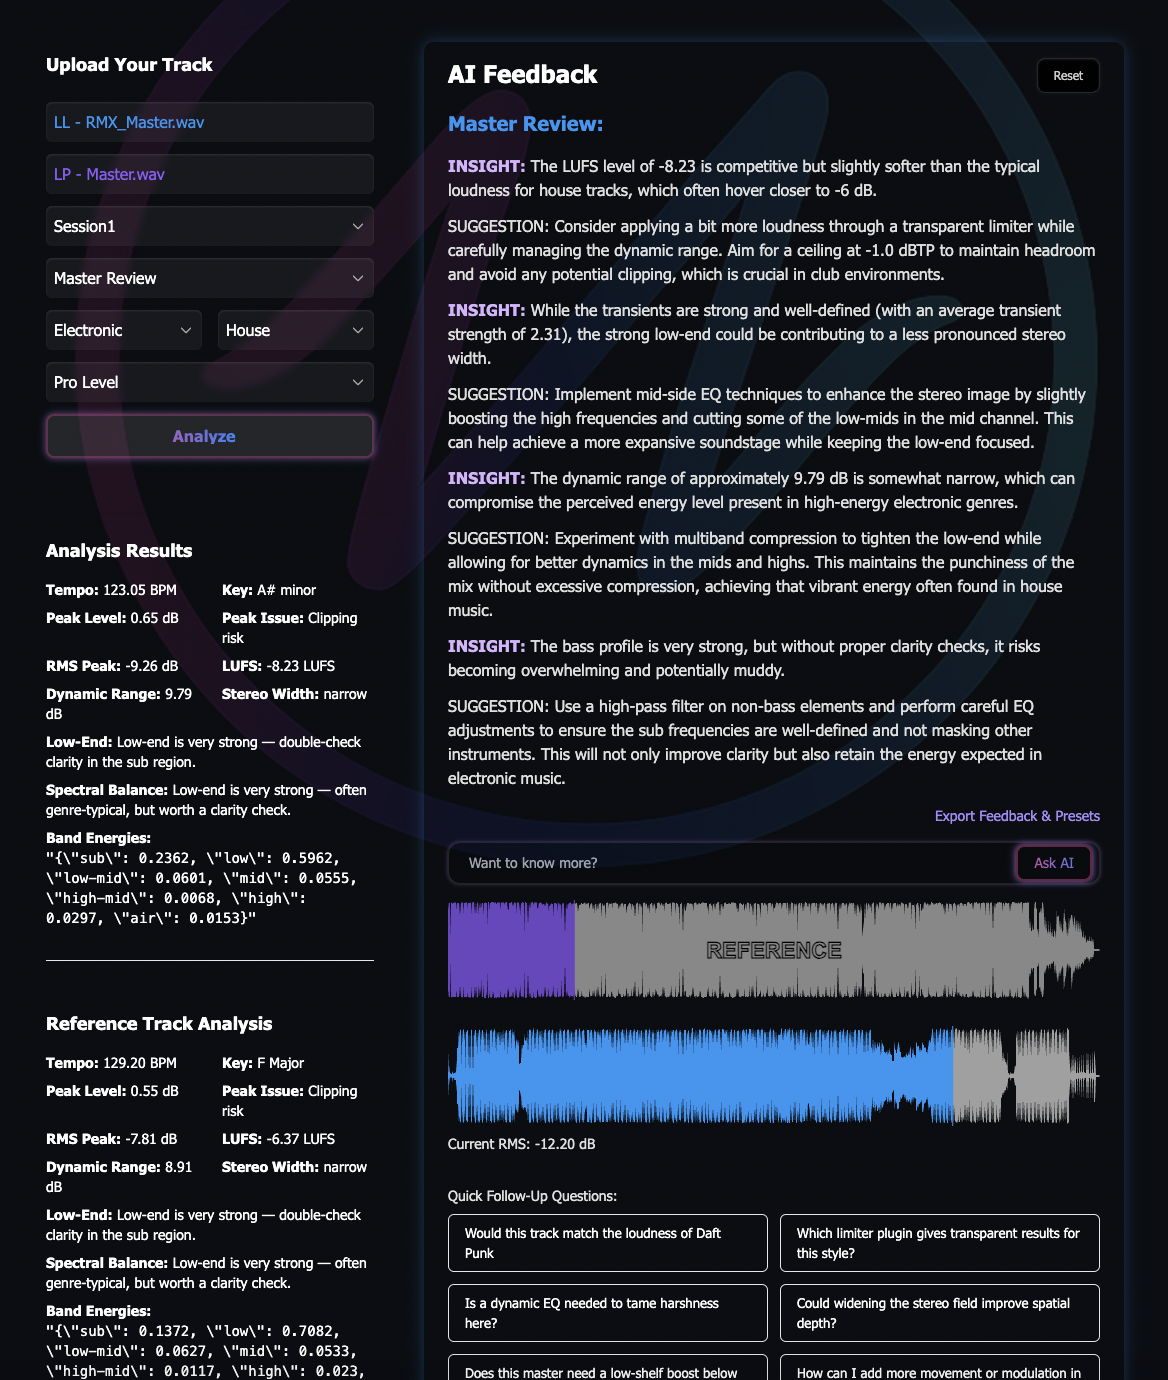 Upload Your Track
LL - RMX_Master.wav
LP - Master.wav
Session1
Master Review
Electronic
House
Pro Level
Analyze
Analysis Results
Tempo: 123.05 BPM
Key: A# minor
Peak Level: 0.65 dB
Peak Issue: Clipping
risk
RMS Peak: -9.26 dB
LUFS: -8.23 LUFS
Dynamic Range: 9.79
dB
Stereo Width: narrow
Low-End: Low-end is very strong — double-check
clarity in the sub region.
Spectral Balance: Low-end is very strong — often
genre-typical, but worth a clarity check.
Band Energies:
"{\"sub\": 0.2362, \"low\": 0.5962,
\"low-mid\": 0.0601, \"mid\": 0.0555,
\"high-mid\": 0.0068, \"high\":
0.0297, \"air\": 0.0153}"
Reference Track Analysis
Tempo: 129.20 BPM
Key: F Major
Peak Level: 0.55 dB
Peak Issue: Clipping
risk
RMS Peak: -7.81 dB
LUFS: -6.37 LUFS
Dynamic Range: 8.91
dB
Stereo Width: narrow
Low-End: Low-end is very strong — double-check
clarity in the sub region.
Spectral Balance: Low-end is very strong — often
genre-typical, but worth a clarity check.
Band Energies:
"{\"sub\": 0.1372, \"low\": 0.7082,
\"low-mid\": 0.0627, \"mid\": 0.0533,
\"high-mid\": 0.0117, \"high\": 0.023,
AI Feedback
Reset
Master Review:
INSIGHT: The LUFS level of -8.23 is competitive but slightly softer than the typical
loudness for house tracks, which often hover closer to -6 dB.
SUGGESTION: Consider applying a bit more loudness through a transparent limiter while
carefully managing the dynamic range. Aim for a ceiling at -1.0 dBTP to maintain headroom
and avoid any potential clipping, which is crucial in club environments.
INSIGHT: While the transients are strong and well-defined (with an average transient
strength of 2.31), the strong low-end could be contributing to a less pronounced stereo
width.
SUGGESTION: Implement mid-side EQ techniques to enhance the stereo image by slightly
boosting the high frequencies and cutting some of the low-mids in the mid channel. This
can help achieve a more expansive soundstage while keeping the low-end focused.
INSIGHT: The dynamic range of approximately 9.79 dB is somewhat narrow, which can
compromise the perceived energy level present in high-energy electronic genres.
SUGGESTION: Experiment with multiband compression to tighten the low-end while
allowing for better dynamics in the mids and highs. This maintains the punchiness of the
mix without excessive compression, achieving that vibrant energy often found in house
music.
INSIGHT: The bass profile is very strong, but without proper clarity checks, it risks
becoming overwhelming and potentially muddy.
SUGGESTION: Use a high-pass filter on non-bass elements and perform careful EQ
adjustments to ensure the sub frequencies are well-defined and not masking other
instruments. This will not only improve clarity but also retain the energy expected in
electronic music.
Export Feedback & Presets
Want to know more?
Ask AI
REFERENCE
Current RMS: -12.20 dB
Quick Follow-Up Questions:
Would this track match the loudness of Daft
Punk
Which limiter plugin gives transparent results for
this style?
Is a dynamic EQ needed to tame harshness
here?
Could widening the stereo field improve spatial
depth?
Does this master need a low-shelf boost below
How can I add more movement or modulation in